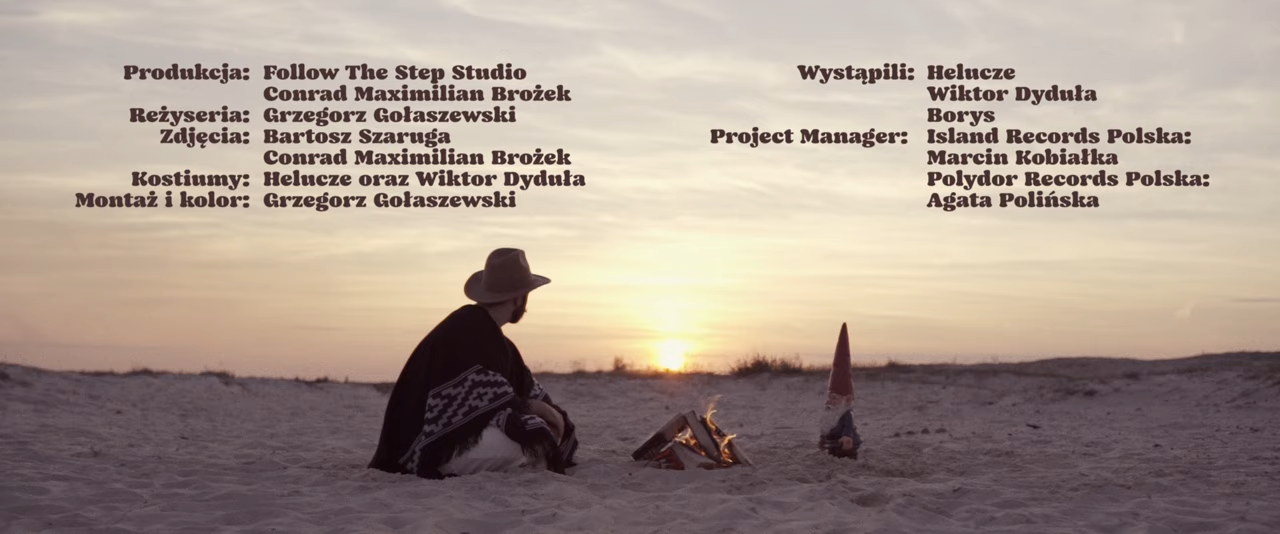 Produkcja: Follow The Step Studio
Conrad Maximilian Brożek
Reżyseria: Grzegorz Gołaszewski
Zdjęcia: Bartosz Szaruga
Conrad Maximilian Brożek
Kostiumy: Helucze oraz Wiktor Dyduła
Montaż i kolor: Grzegorz Gołaszewski
Wystąpili: Helucze
Wiktor Dyduła
Borys
Project Manager: Island Records Polska:
Marcin Kobiałka
Polydor Records Polska:
Agata Polińska